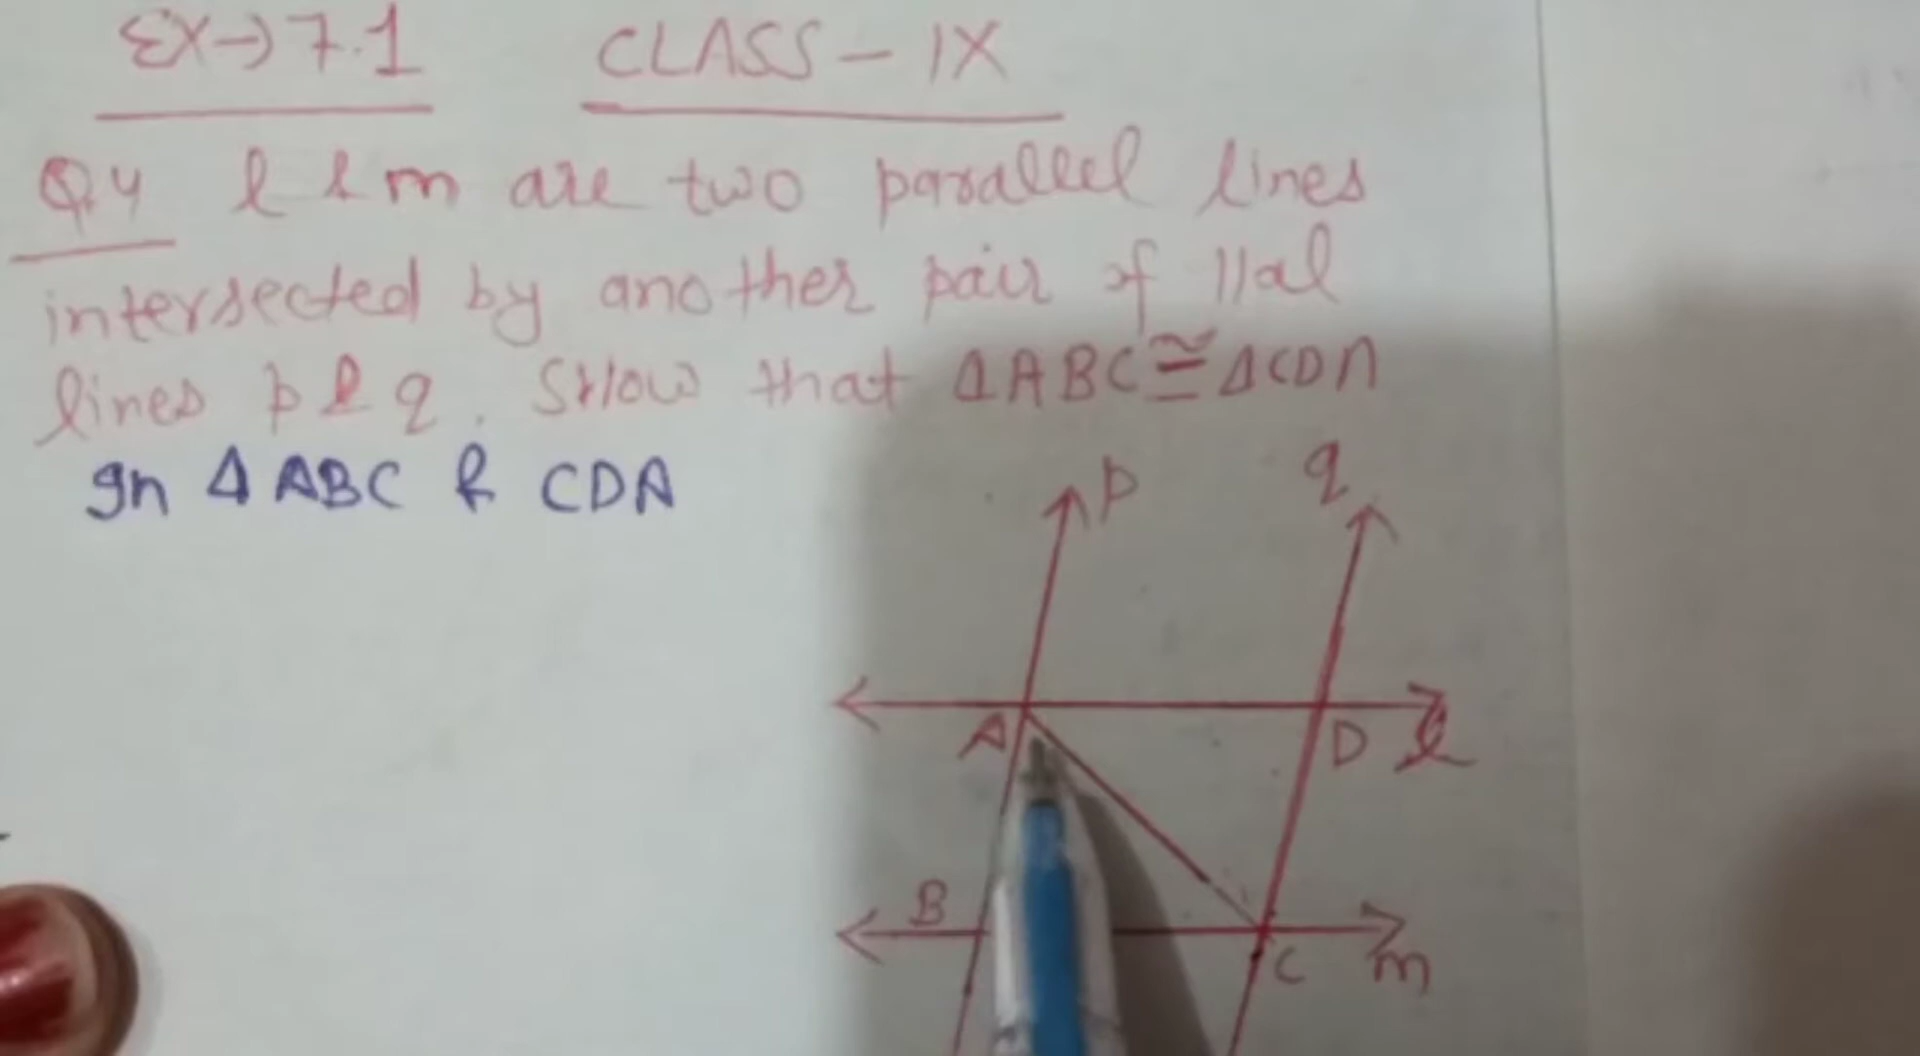 EX→7.1 CLASS-IX
Q.4 l & m are two parallel lines
intersected by another pair of ||al
lines p & q. Show that ΔABC≅ΔCDA
In Δ ABC & CDA
p q
A D l
B C m